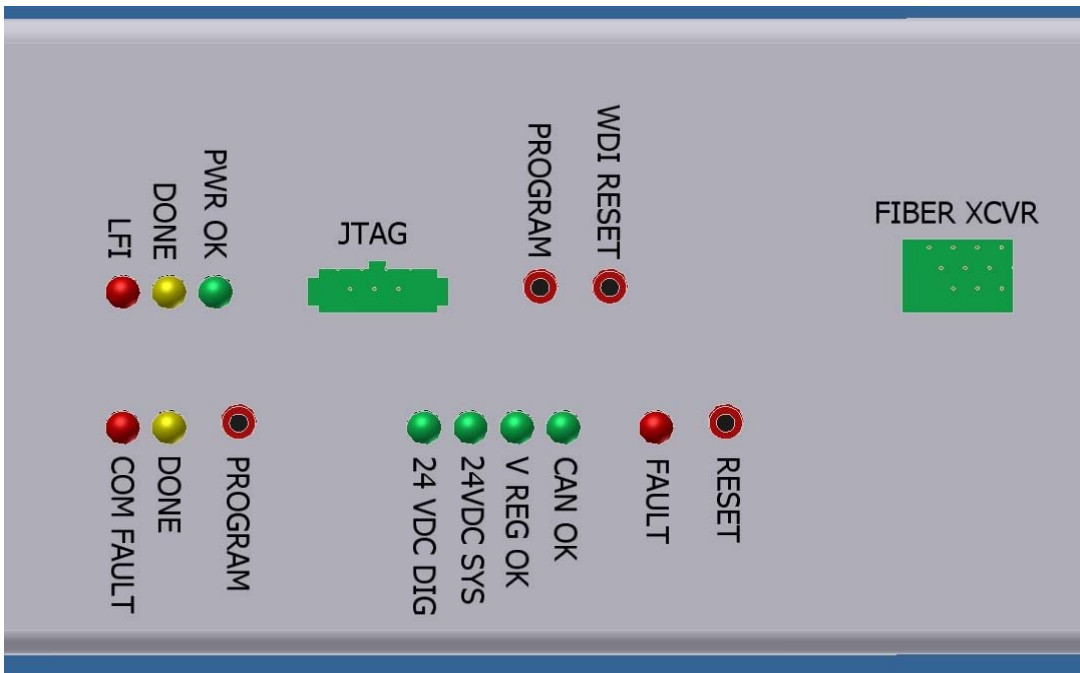 LFI
DONE
PWR OK
JTAG
PROGRAM
WDI RESET
FIBER XCVR
COM FAULT
DONE
PROGRAM
24 VDC DIG
24VDC SYS
V REG OK
CAN OK
FAULT
RESET